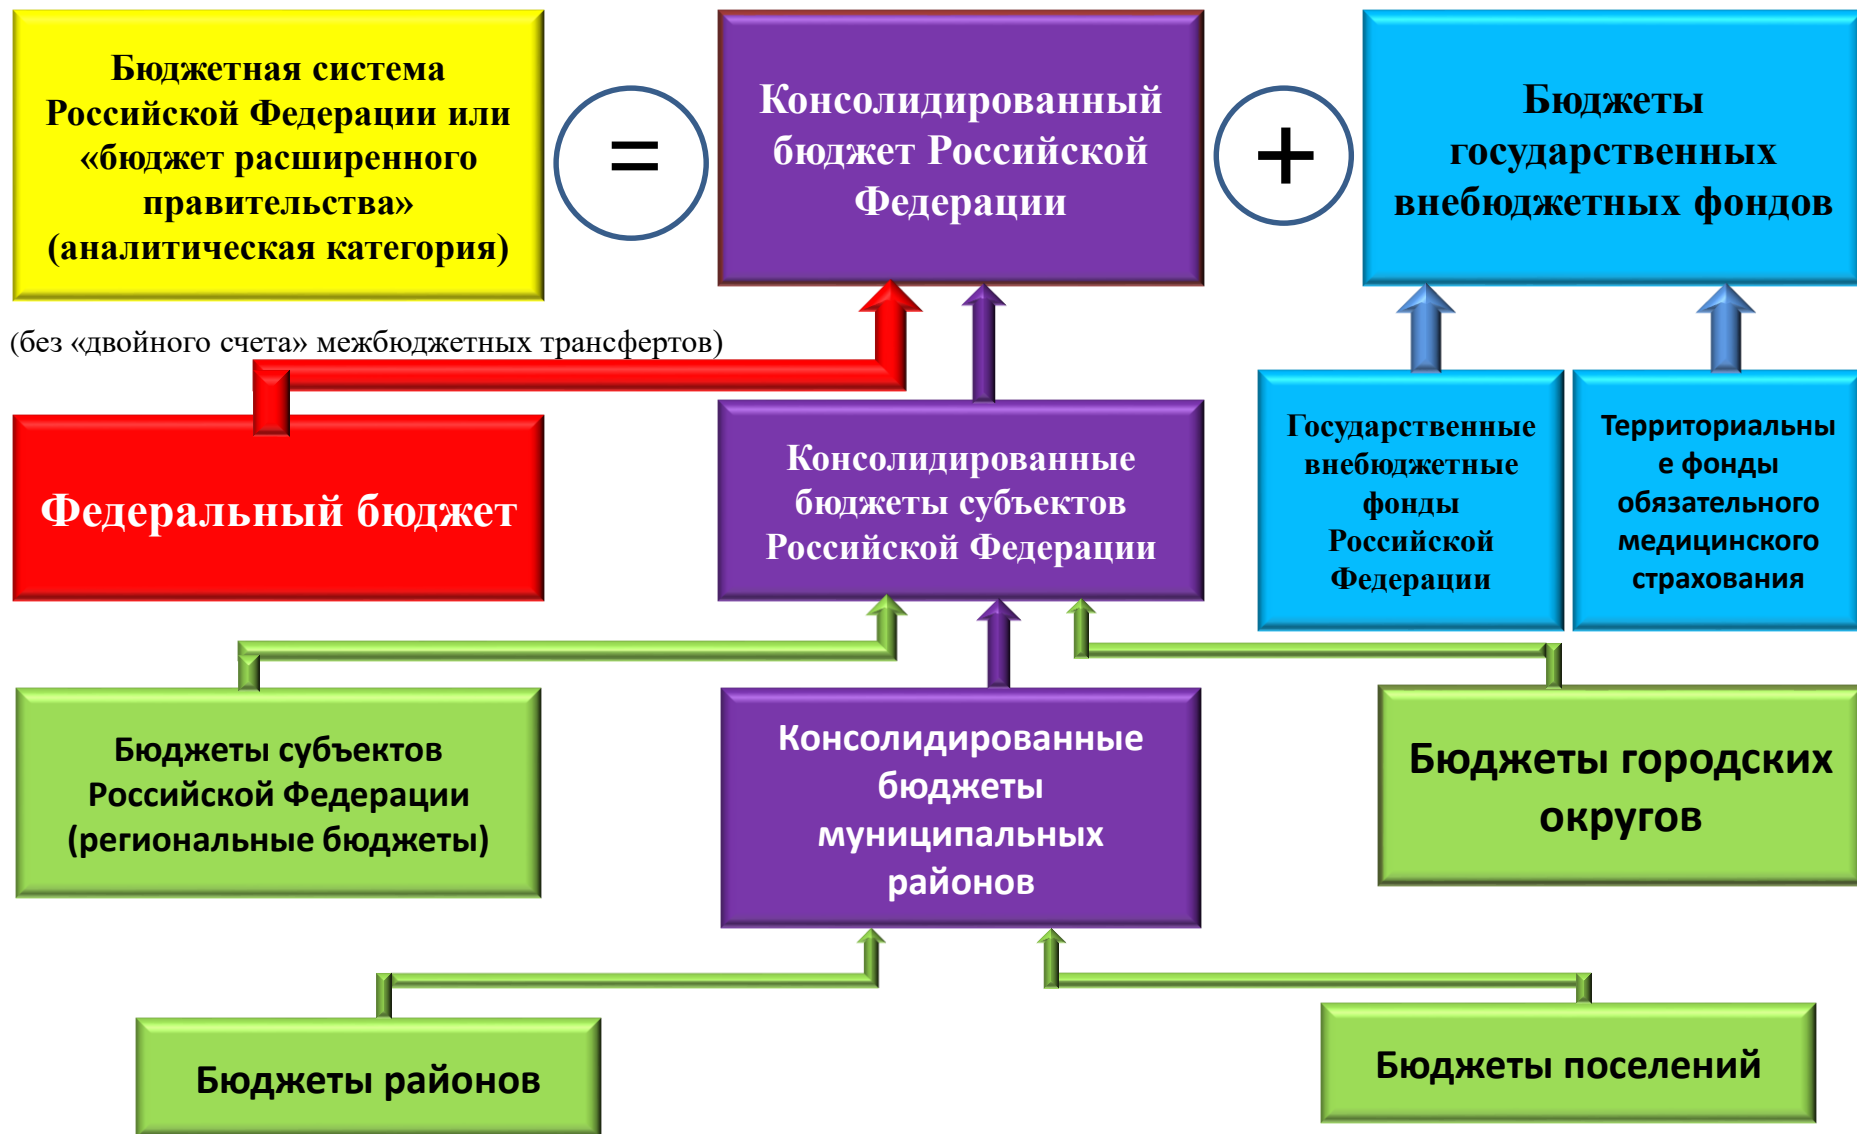 Бюджетная система
Российской Федерации или
«бюджет расширенного
правительства»
(аналитическая категория)
=
Консолидированный
бюджет Российской
Федерации
+
Бюджеты
государственных
внебюджетных фондов
(без «двойного счета» межбюджетных трансфертов)
Федеральный бюджет
Консолидированные
бюджеты субъектов
Российской Федерации
Государственные
внебюджетные
фонды
Российской
Федерации
Территориальны
е фонды
обязательного
медицинского
страхования
Бюджеты субъектов
Российской Федерации
(региональные бюджеты)
Консолидированные
бюджеты
муниципальных
районов
Бюджеты городских
округов
Бюджеты районов
Бюджеты поселений